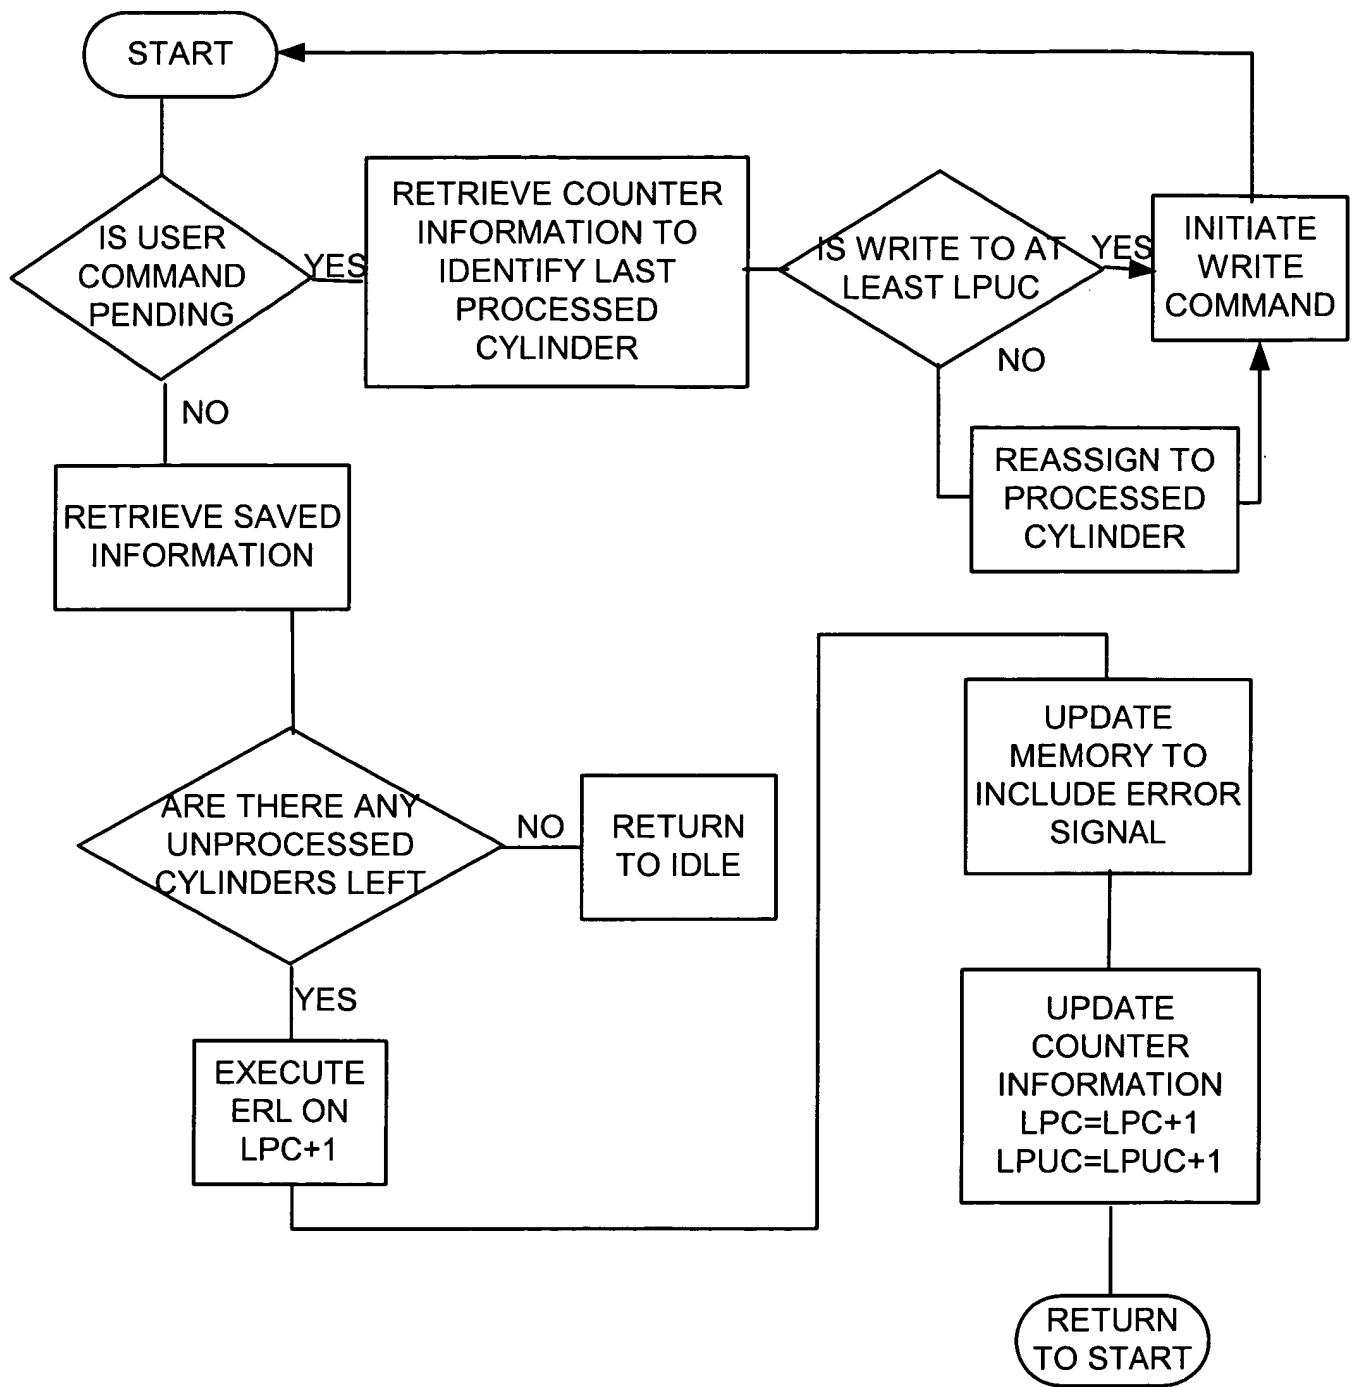 START
IS USER
COMMAND
PENDING
YES
RETRIEVE COUNTER
INFORMATION TO
IDENTIFY LAST
PROCESSED
CYLINDER
IS WRITE TO AT
LEAST LPUC
YES
INITIATE
WRITE
COMMAND
NO
REASSIGN TO
PROCESSED
CYLINDER
NO
RETRIEVE SAVED
INFORMATION
ARE THERE ANY
UNPROCESSED
CYLINDERS LEFT
NO
RETURN
TO IDLE
YES
EXECUTE
ERL ON
LPC+1
UPDATE
MEMORY TO
INCLUDE ERROR
SIGNAL
UPDATE
COUNTER
INFORMATION
LPC=LPC+1
LPUC=LPUC+1
RETURN
TO START